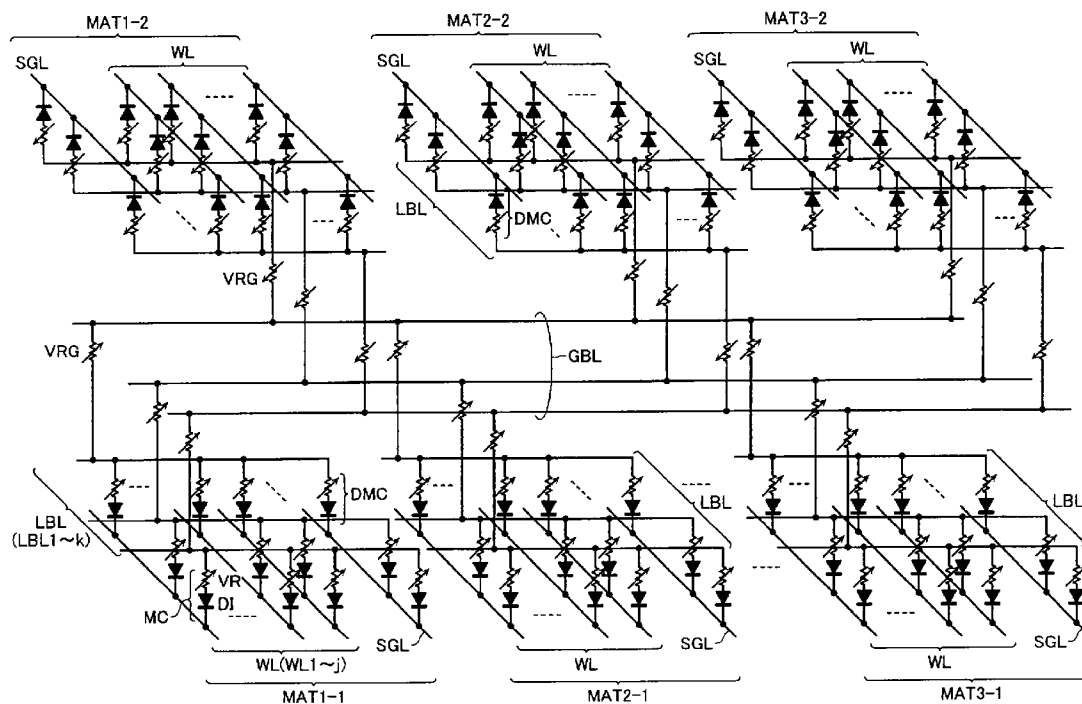 MAT1-2
MAT2-2
MAT3-2
SGL
WL
SGL
WL
SGL
WL
LBL
DMC
VRG
VRG
GBL
DMC
LBL
LBL
LBL
(LBL1~k)
VR
DI
MC
WL(WL1~j)
SGL
WL
SGL
WL
MAT1-1
MAT2-1
MAT3-1